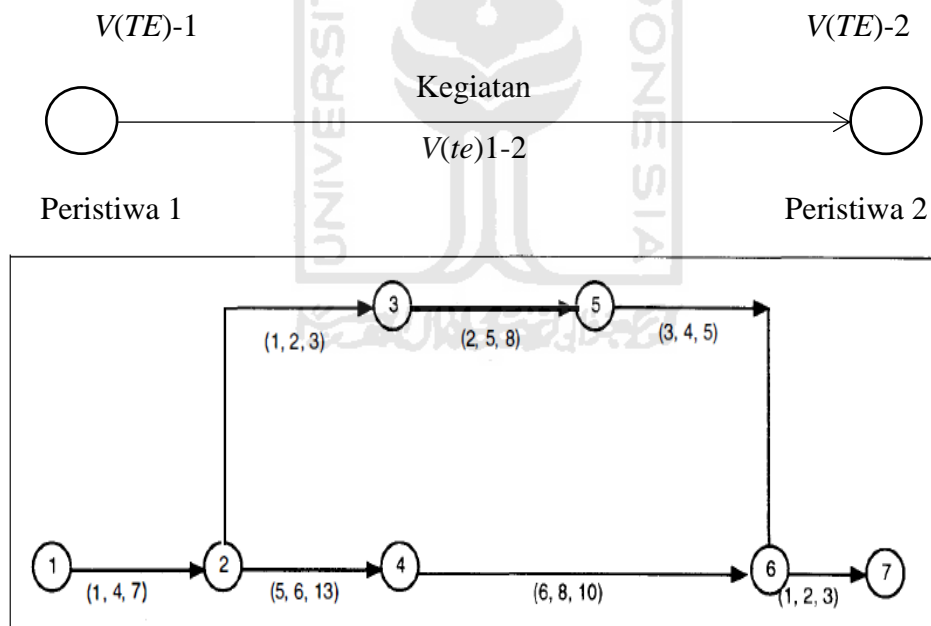 V(TE)-1 V(TE)-2
Kegiatan
V(te)1-2
Peristiwa 1 Peristiwa 2
UNIVERSIT
ONESIA
3 5
(1, 2, 3) (2, 5, 8) (3, 4, 5)
1 2 4 6 7
(1, 4, 7) (5, 6, 13) (6, 8, 10) (1, 2, 3)